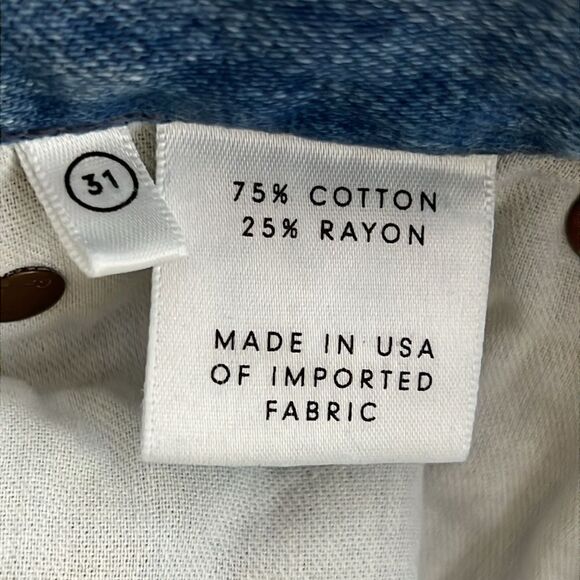 31
75% COTTON
25% RAYON
MADE IN USA
OF IMPORTED
FABRIC